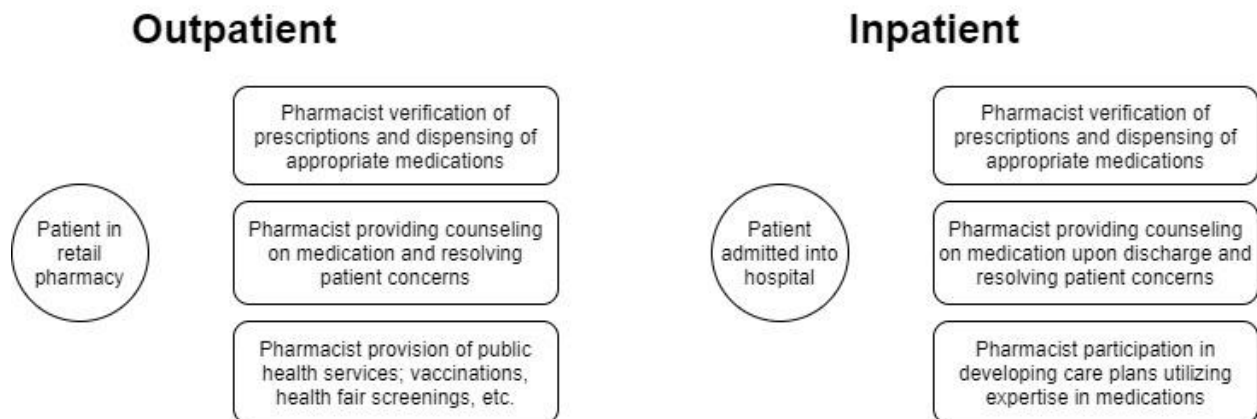 Outpatient
Pharmacist verification of
prescriptions and dispensing of
appropriate medications
Patient in
retail
pharmacy
Pharmacist providing counseling
on medication and resolving
patient concerns
Pharmacist provision of public
health services; vaccinations,
health fair screenings, etc.
Inpatient
Pharmacist verification of
prescriptions and dispensing of
appropriate medications
Patient
admitted into
hospital
Pharmacist providing counseling
on medication upon discharge and
resolving patient concerns
Pharmacist participation in
developing care plans utilizing
expertise in medications